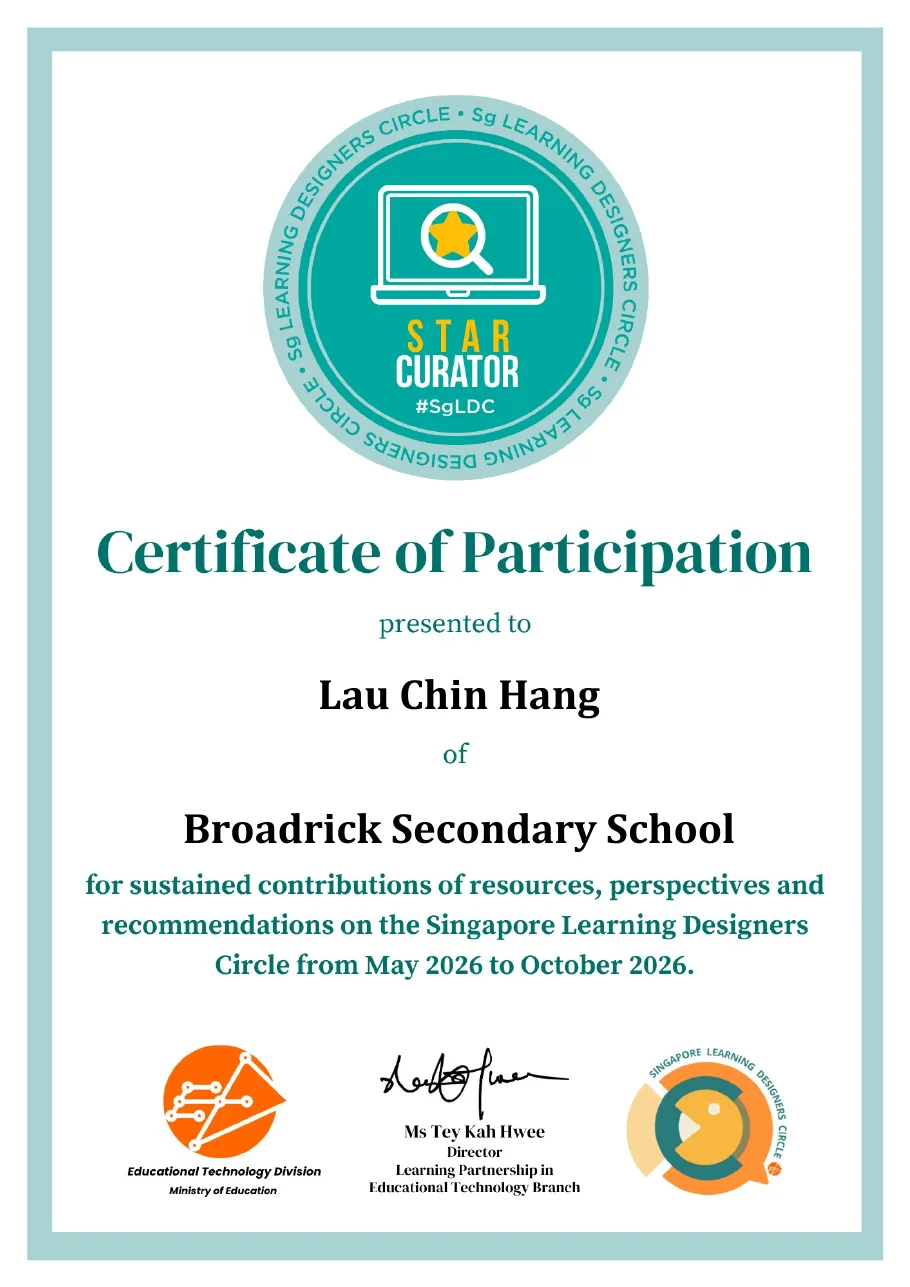 Sg LEARNING DESIGNERS CIRCLE • Sg LEARNING DESIGNERS CIRCLE • Sg LEARNING DESIGNERS CIRCLE •
STAR
CURATOR
#SgLDC
Certificate of Participation
presented to
Lau Chin Hang
of
Broadrick Secondary School
for sustained contributions of resources, perspectives and
recommendations on the Singapore Learning Designers
Circle from May 2026 to October 2026.
Educational Technology Division
Ministry of Education
Ms Tey Kah Hwee
Director
Learning Partnership in
Educational Technology Branch
SINGAPORE LEARNING DESIGNERS CIRCLE